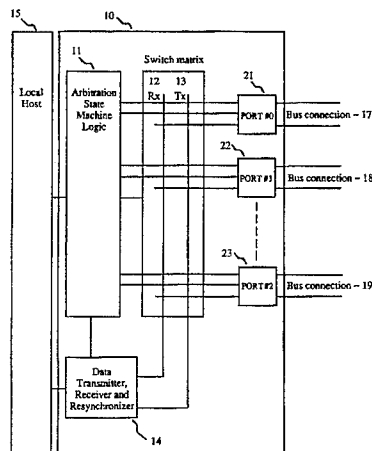 15
10
11
Switch matrix
12 13
Rx Tx
21
Local
Host
Arbitration
State
Machine
Logic
PORT #0
Bus connection ~ 17
22
PORT #1
Bus connection ~ 18
23
PORT #2
Bus connection ~ 19
Data
Transmitter,
Receiver and
Resynchronizer
14